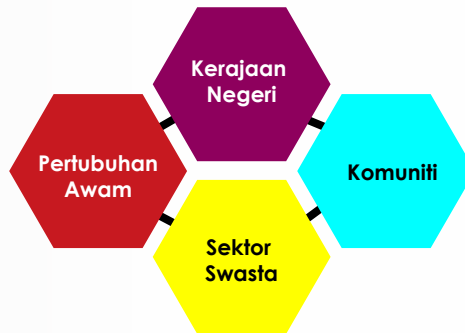 Kerajaan
Negeri
Pertubuhan
Awam
Komuniti
Sektor
Swasta